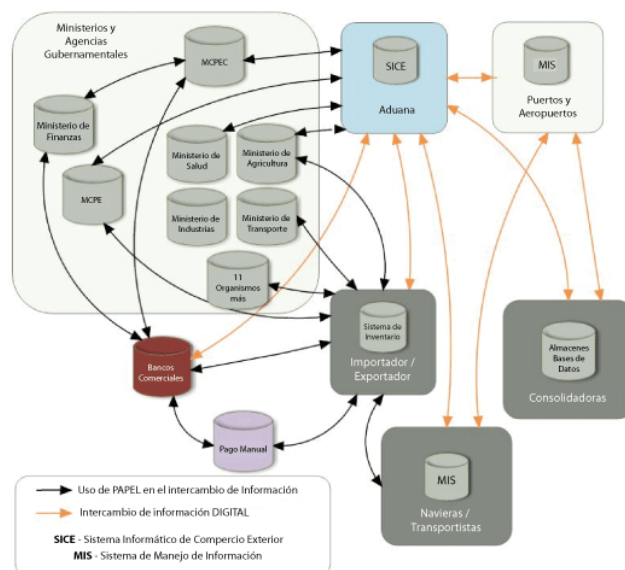 Ministerios y
Agencias
Gubernamentales
MCPEC
SICE
Aduana
MIS
Puertos y
Aeropuertos
Ministerio de
Finanzas
Ministerio
de Salud
Ministerio de
Agricultura
MCPE
Ministerio de
Industrias
Ministerio de
Transporte
11
Organismos
más
Sistema de
Inventario
Importador /
Exportador
Almacenes
Bases de
Datos
Consolidadoras
Bancos
Comerciales
Pago Manual
MIS
Navieras /
Transportistas
Uso de PAPEL en el intercambio de Información
Intercambio de información DIGITAL
SICE - Sistema Informático de Compercio Exterior
MIS - Sistema de Manejo de Información